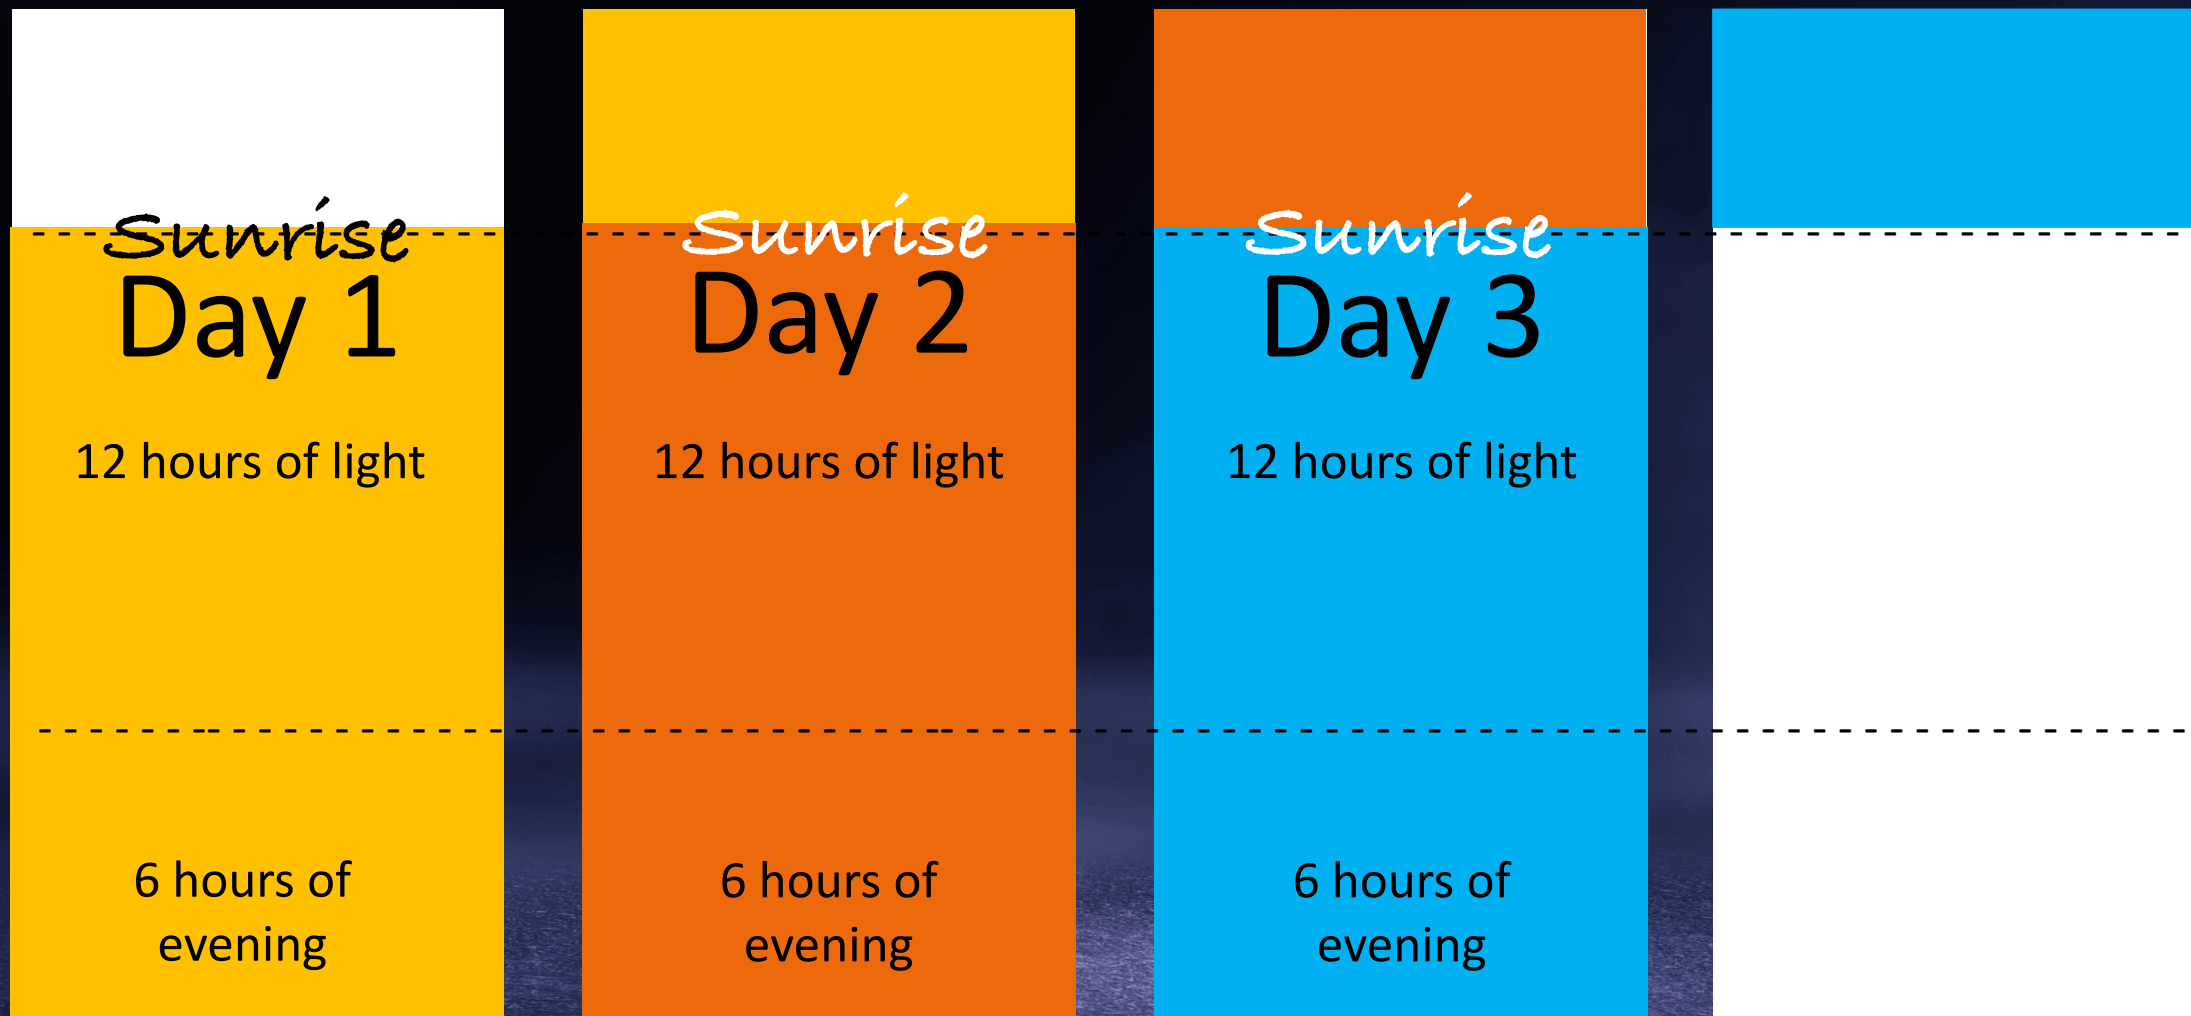 Sunrise
Day 1
12 hours of light
6 hours of
evening
Sunrise
Day 2
12 hours of light
6 hours of
evening
Sunrise
Day 3
12 hours of light
6 hours of
evening